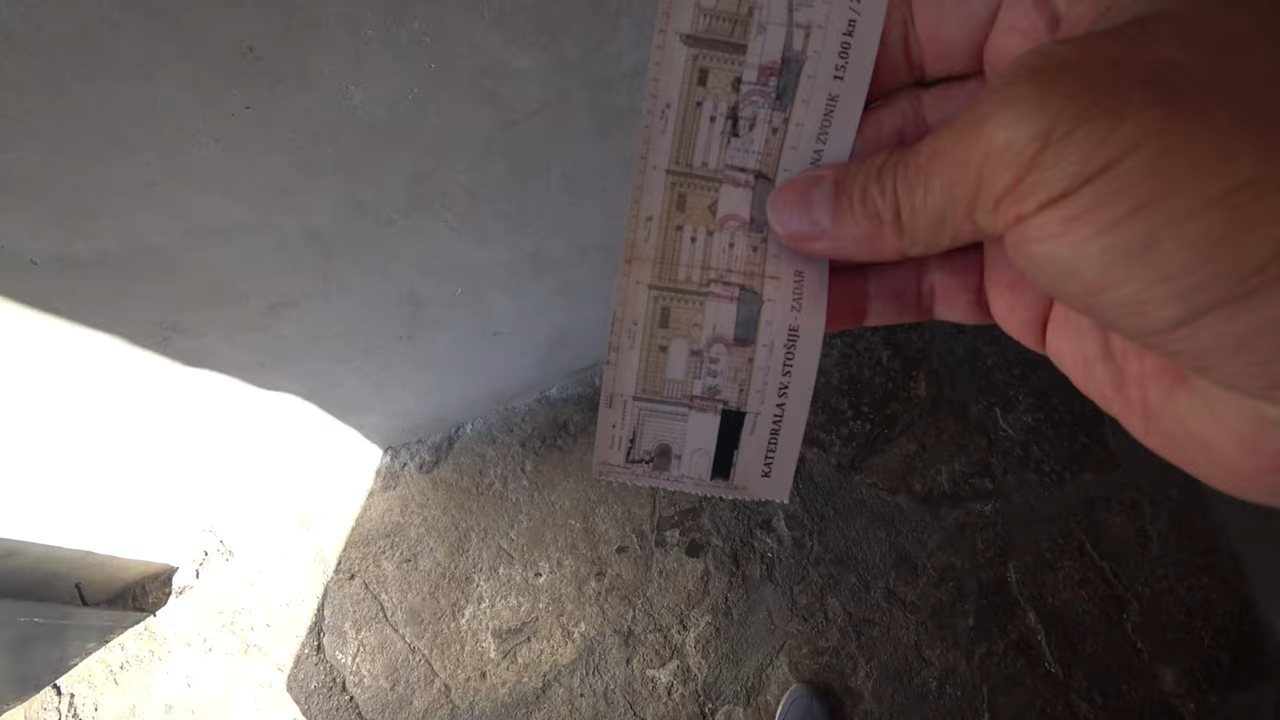 KATEDRALA SV. STOŠIJE - ZADAR
NA ZVONIK 15,00 kn /